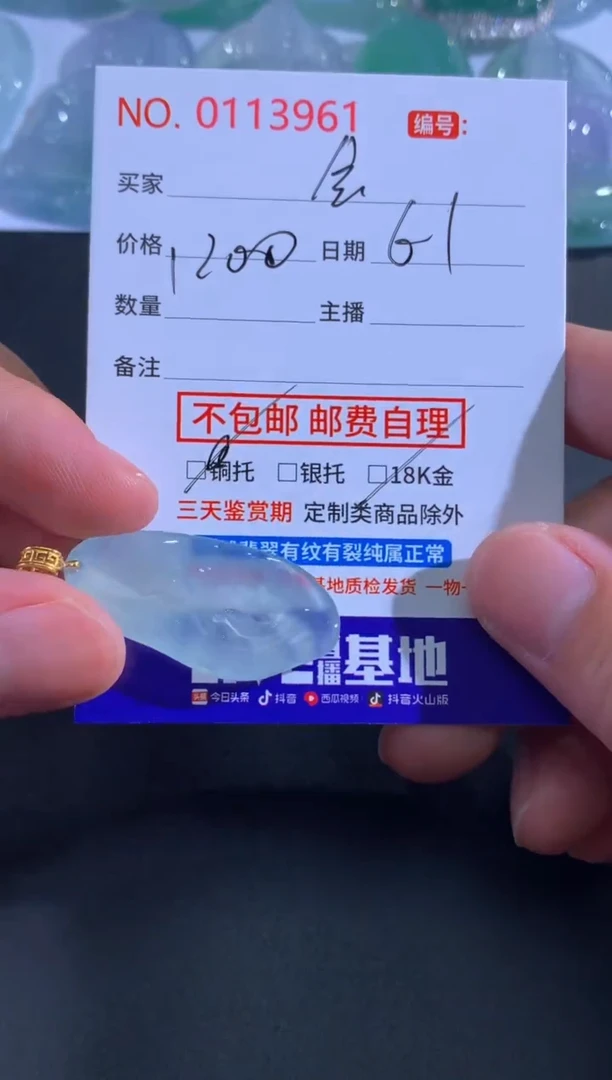 NO. 0113961 编号:
买家
价格 1200 日期 61
数量 主播
备注
不包邮 邮费自理
□铜托 □银托 □18K金
三天鉴赏期 定制类商品除外
翡翠有纹有裂纯属正常
基地质检发货 一物一
播基地
今日头条 抖音 西瓜视频 抖音火山版